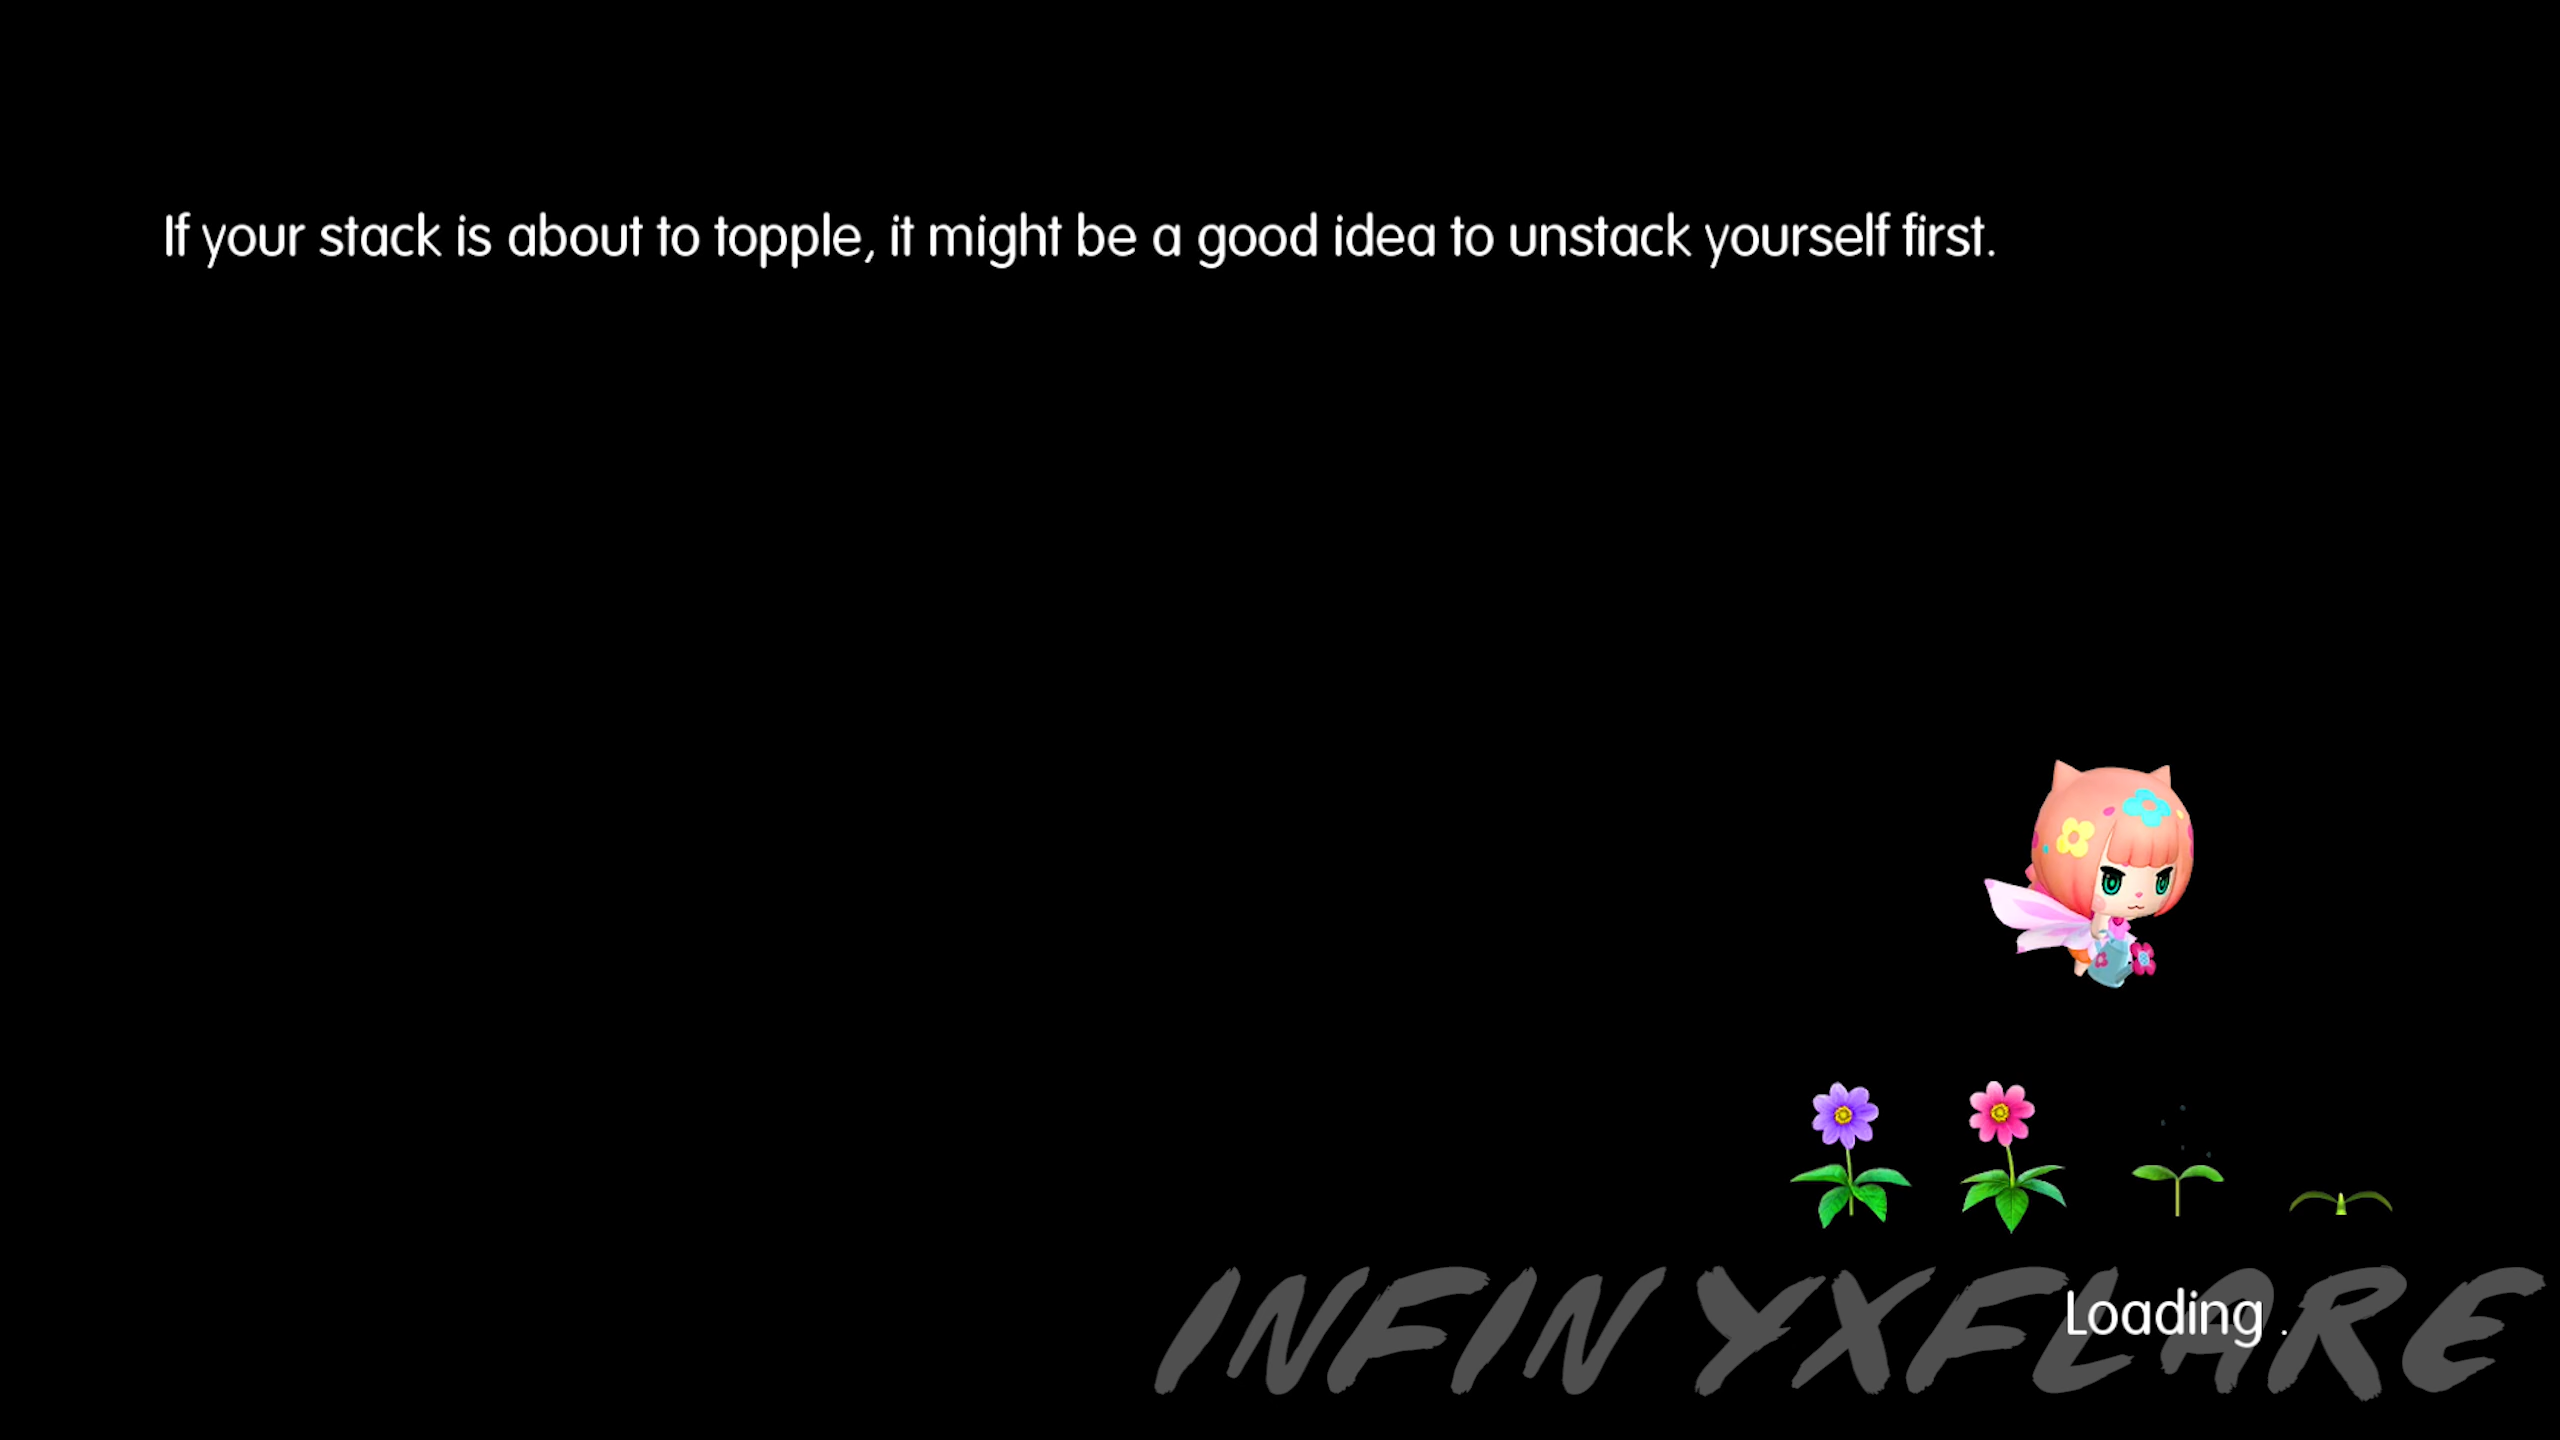 If your stack is about to topple, it might be a good idea to unstack yourself first.
INFINYXFLARE
Loading .